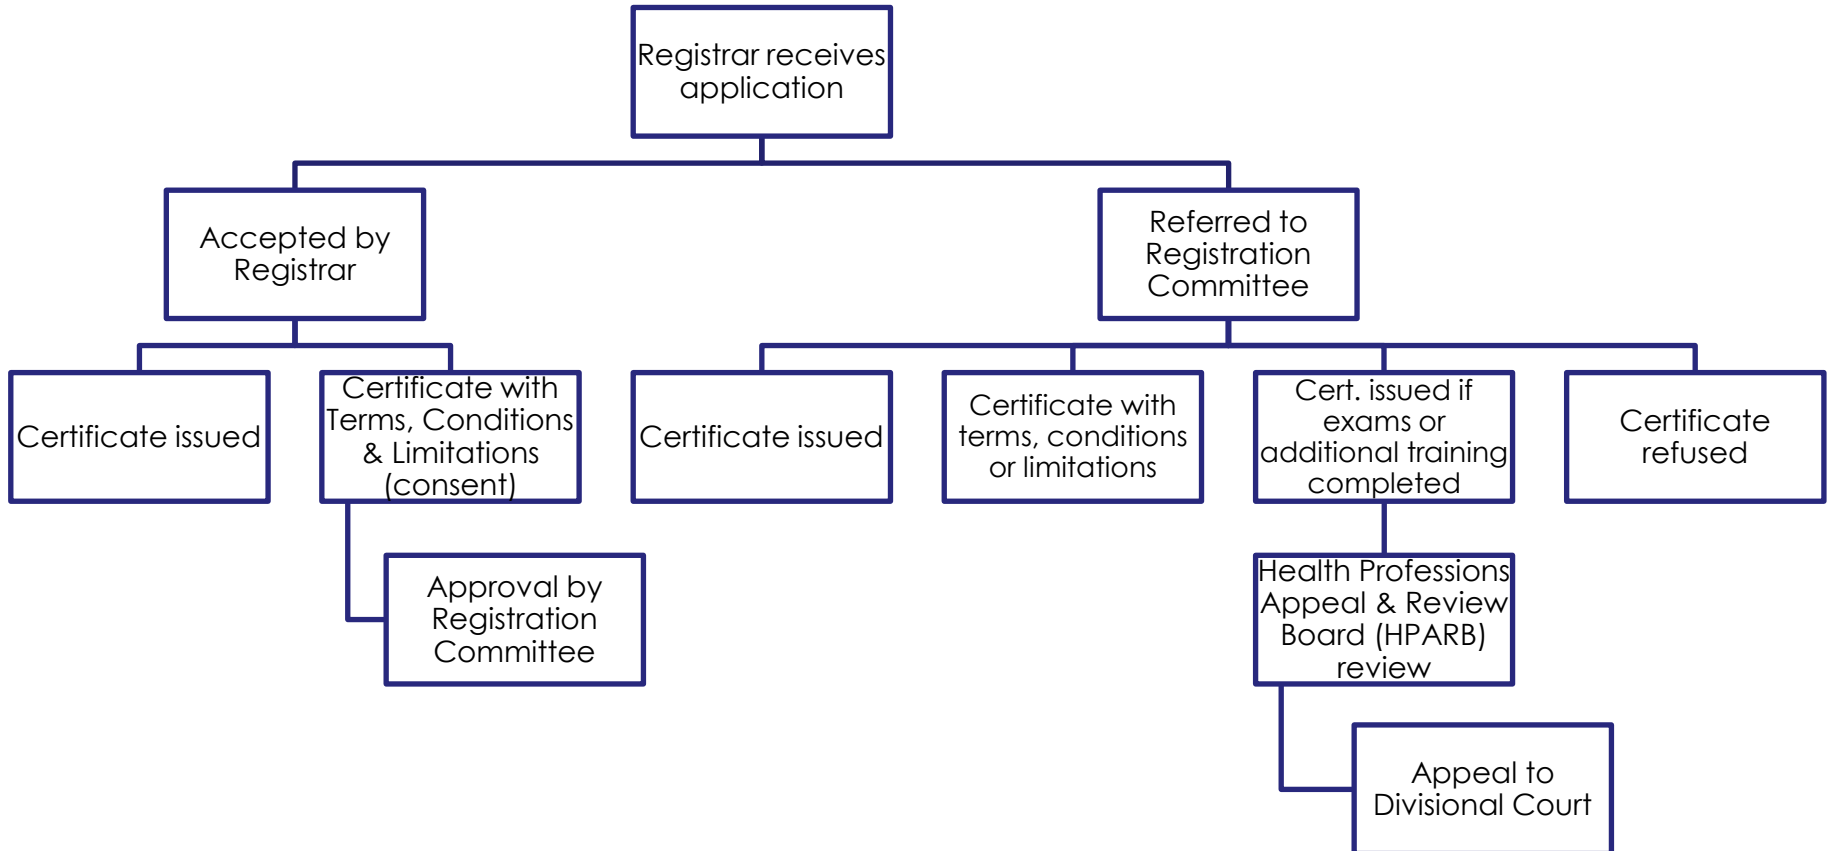 Registrar receives
application
Accepted by
Registrar
Referred to
Registration
Committee
Certificate issued
Certificate with
Terms, Conditions
& Limitations
(consent)
Certificate issued
Certificate with
terms, conditions
or limitations
Cert. issued if
exams or
additional training
completed
Certificate
refused
Approval by
Registration
Committee
Health Professions
Appeal & Review
Board (HPARB)
review
Appeal to
Divisional Court